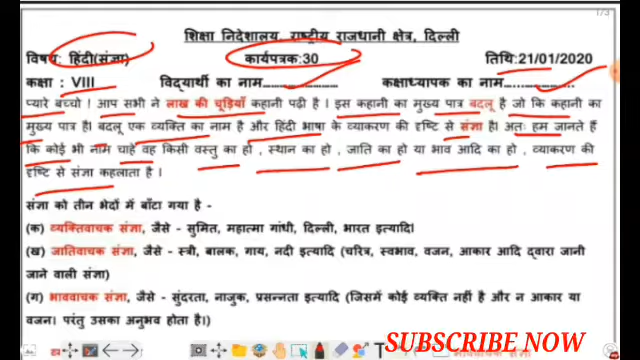 1/3
शिक्षा निदेशालय, राष्ट्रीय राजधानी क्षेत्र, दिल्ली
विषय: हिंदी(संज्ञा) कार्यपत्रक:30 तिथि:21/01/2020
कक्षा : VIII विद्यार्थी का नाम.................. कक्षाध्यापक का नाम..................
प्यारे बच्चो ! आप सभी ने लाख की चूड़ियाँ कहानी पढ़ी है । इस कहानी का मुख्य पात्र बदलू है जो कि कहानी का
मुख्य पात्र है। बदलू एक व्यक्ति का नाम है और हिंदी भाषा के व्याकरण की दृष्टि से संज्ञा है। अतः हम जानते हैं
कि कोई भी नाम चाहे वह किसी वस्तु का हो , स्थान का हो , जाति का हो या भाव आदि का हो , व्याकरण की
दृष्टि से संज्ञा कहलाता है ।
संज्ञा को तीन भेदों में बाँटा गया है -
(क) व्यक्तिवाचक संज्ञा, जैसे - सुमित, महात्मा गांधी, दिल्ली, भारत इत्यादि।
(ख) जातिवाचक संज्ञा, जैसे - स्त्री, बालक, गाय, नदी इत्यादि (चरित्र, स्वभाव, वजन, आकार आदि द्वारा जानी
जाने वाली संज्ञा)
(ग) भाववाचक संज्ञा, जैसे - सुंदरता, नाजुक, प्रसन्नता इत्यादि (जिसमें कोई व्यक्ति नहीं है और न आकार या
वजन। परंतु उसका अनुभव होता है।)
SUBSCRIBE NOW